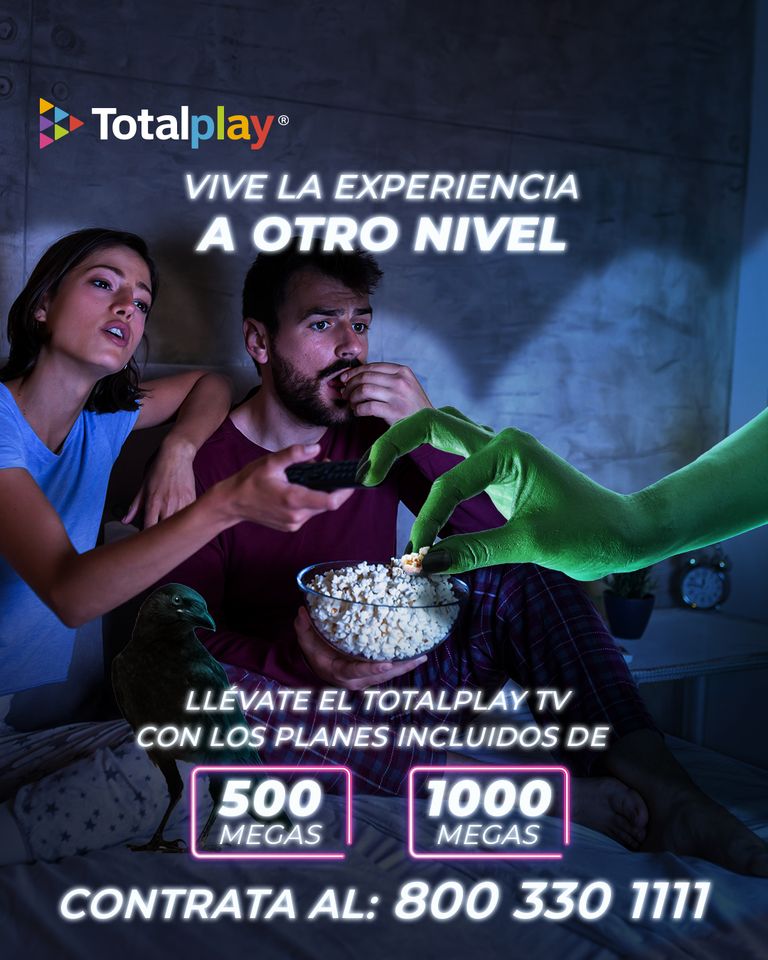 Totalplay®
VIVE LA EXPERIENCIA
A OTRO NIVEL
LLÉVATE EL TOTALPLAY TV
CON LOS PLANES INCLUIDOS DE
500 1000
MEGAS MEGAS
CONTRATA AL: 800 330 1111